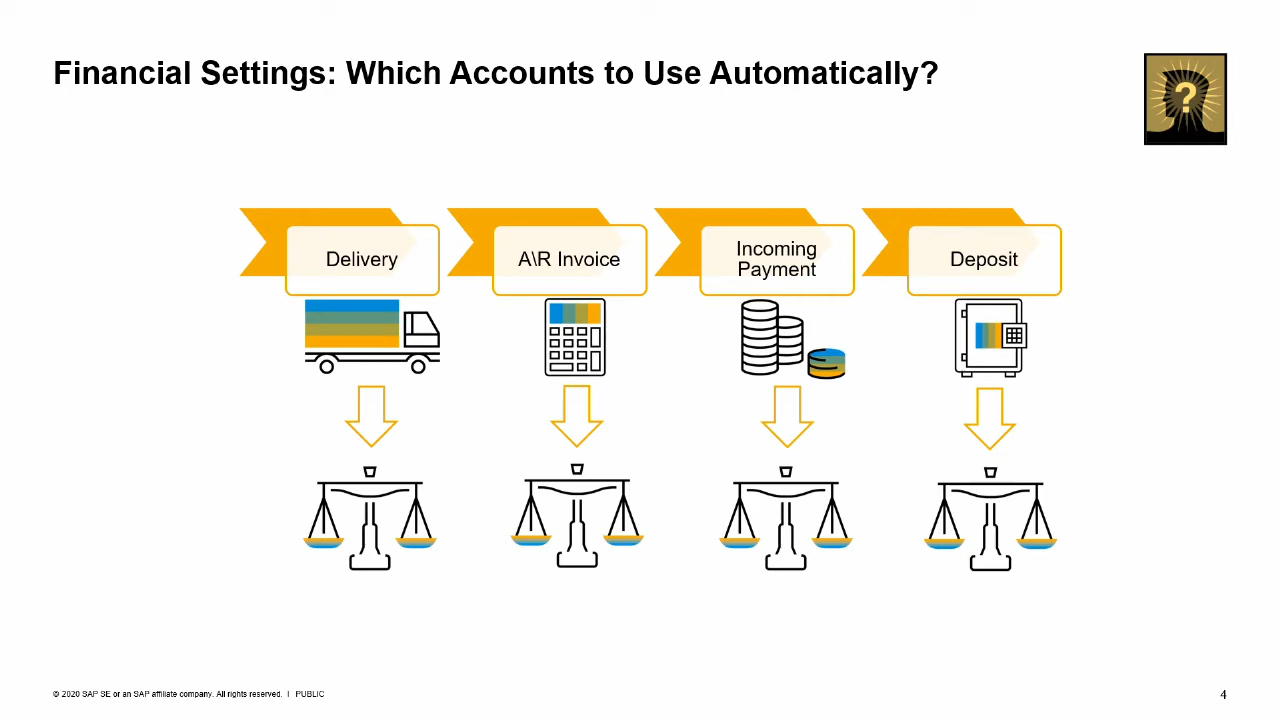 Financial Settings: Which Accounts to Use Automatically?
?
Delivery
A\R Invoice
Incoming
Payment
Deposit
© 2020 SAP SE or an SAP affiliate company. All rights reserved. I PUBLIC
4